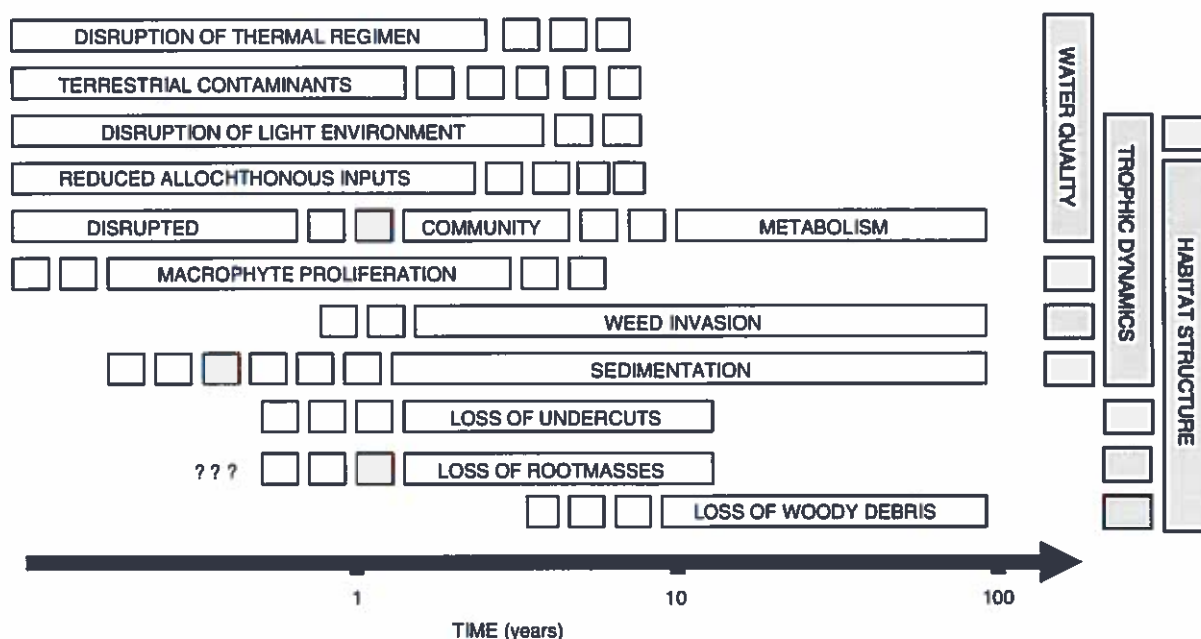 DISRUPTION OF THERMAL REGIMEN
TERRESTRIAL CONTAMINANTS
DISRUPTION OF LIGHT ENVIRONMENT
REDUCED ALLOCHTHONOUS INPUTS
DISRUPTED COMMUNITY METABOLISM
MACROPHYTE PROLIFERATION
WEED INVASION
SEDIMENTATION
LOSS OF UNDERCUTS
? ? ? LOSS OF ROOTMASSES
LOSS OF WOODY DEBRIS
WATER QUALITY
TROPHIC DYNAMICS
HABITAT STRUCTURE
1 10 100
TIME (years)